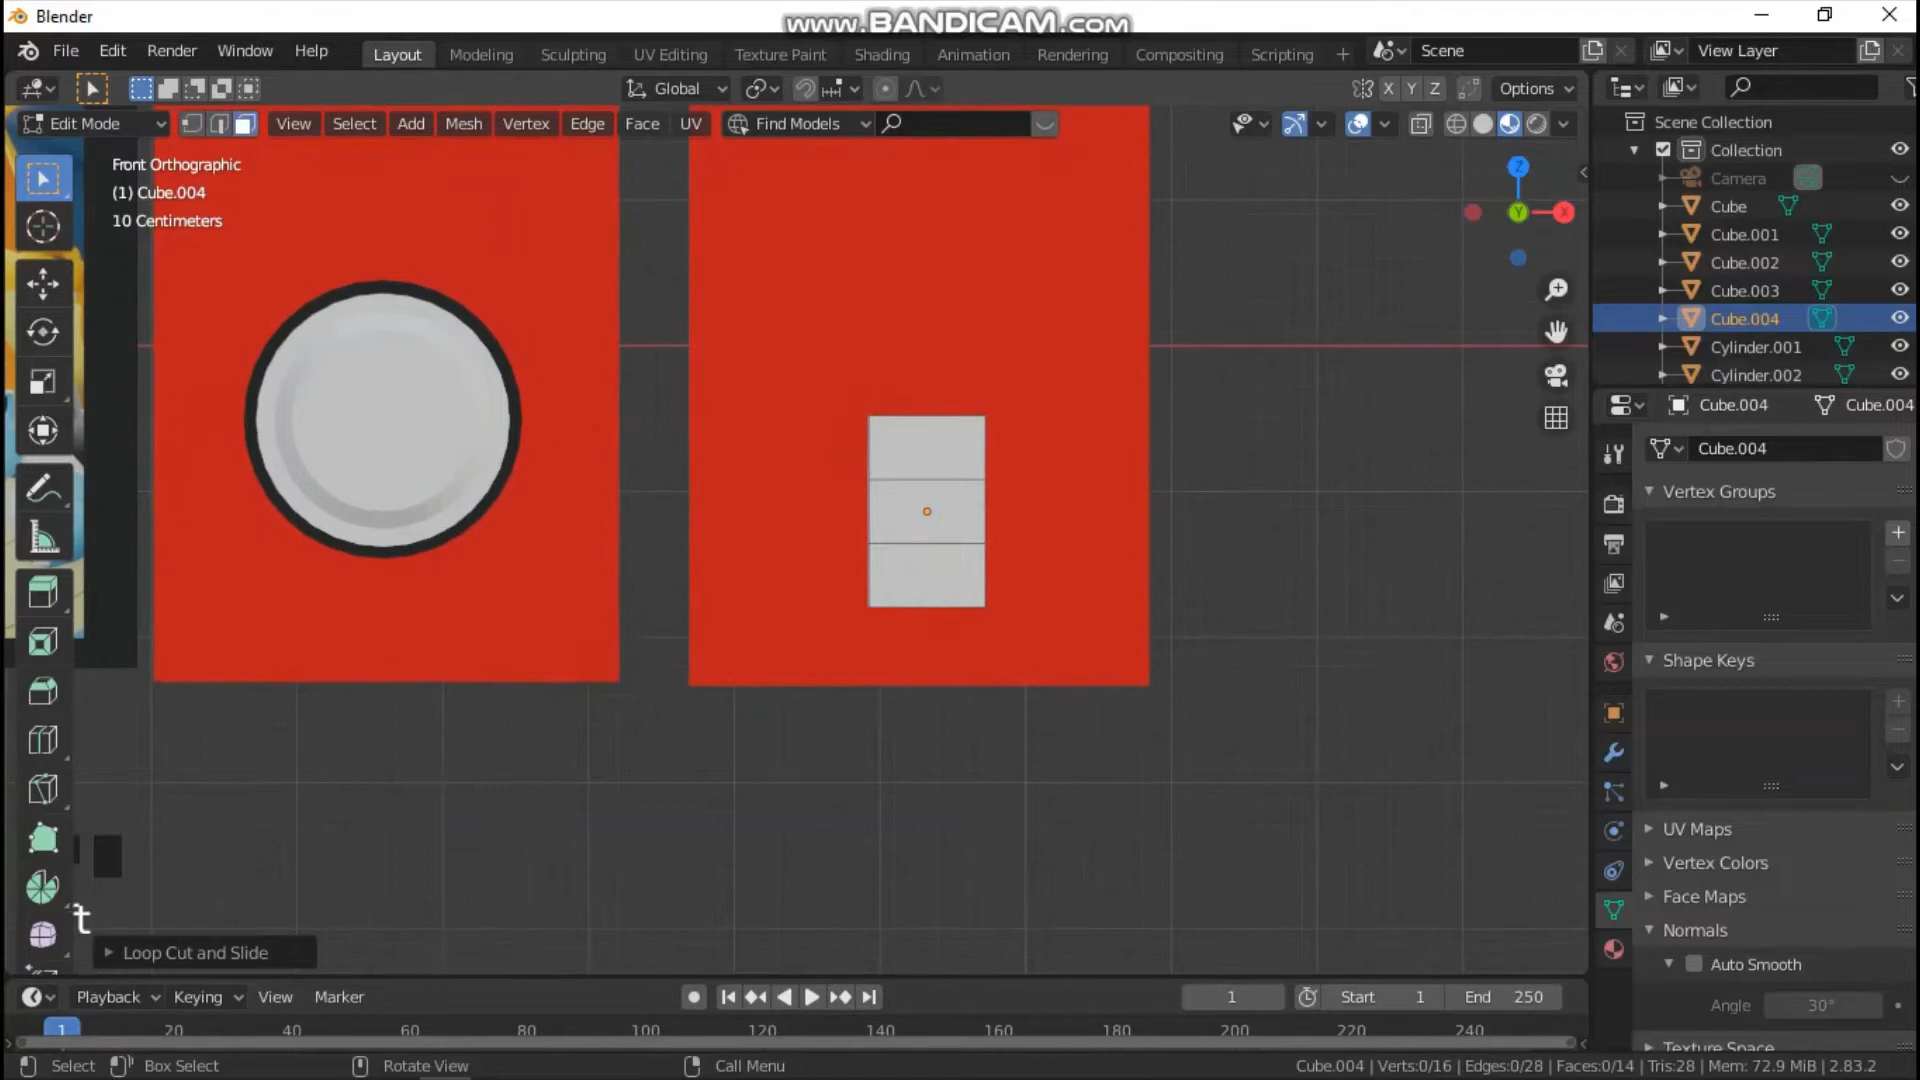 Blender
www.BANDICAM.com
File Edit Render Window Help
Layout Modeling Sculpting UV Editing Texture Paint Shading Animation Rendering Compositing Scripting +
Scene
View Layer
Global
X Y Z
Options
Edit Mode
View Select Add Mesh Vertex Edge Face UV
Find Models
Front Orthographic
(1) Cube.004
10 Centimeters
Z
Y
X
Scene Collection
Collection
Camera
Cube
Cube.001
Cube.002
Cube.003
Cube.004
Cylinder.001
Cylinder.002
Cube.004
Cube.004
Cube.004
Vertex Groups
Shape Keys
UV Maps
Vertex Colors
Face Maps
Normals
Auto Smooth
Angle 30°
Texture Space
t
Loop Cut and Slide
Playback Keying View Marker
1
Start 1
End 250
1 20 40 60 80 100 120 140 160 180 200 220 240
Select Box Select Rotate View Call Menu
Cube.004 | Verts:0/16 | Edges:0/28 | Faces:0/14 | Tris:28 | Mem: 72.9 MiB | 2.83.2